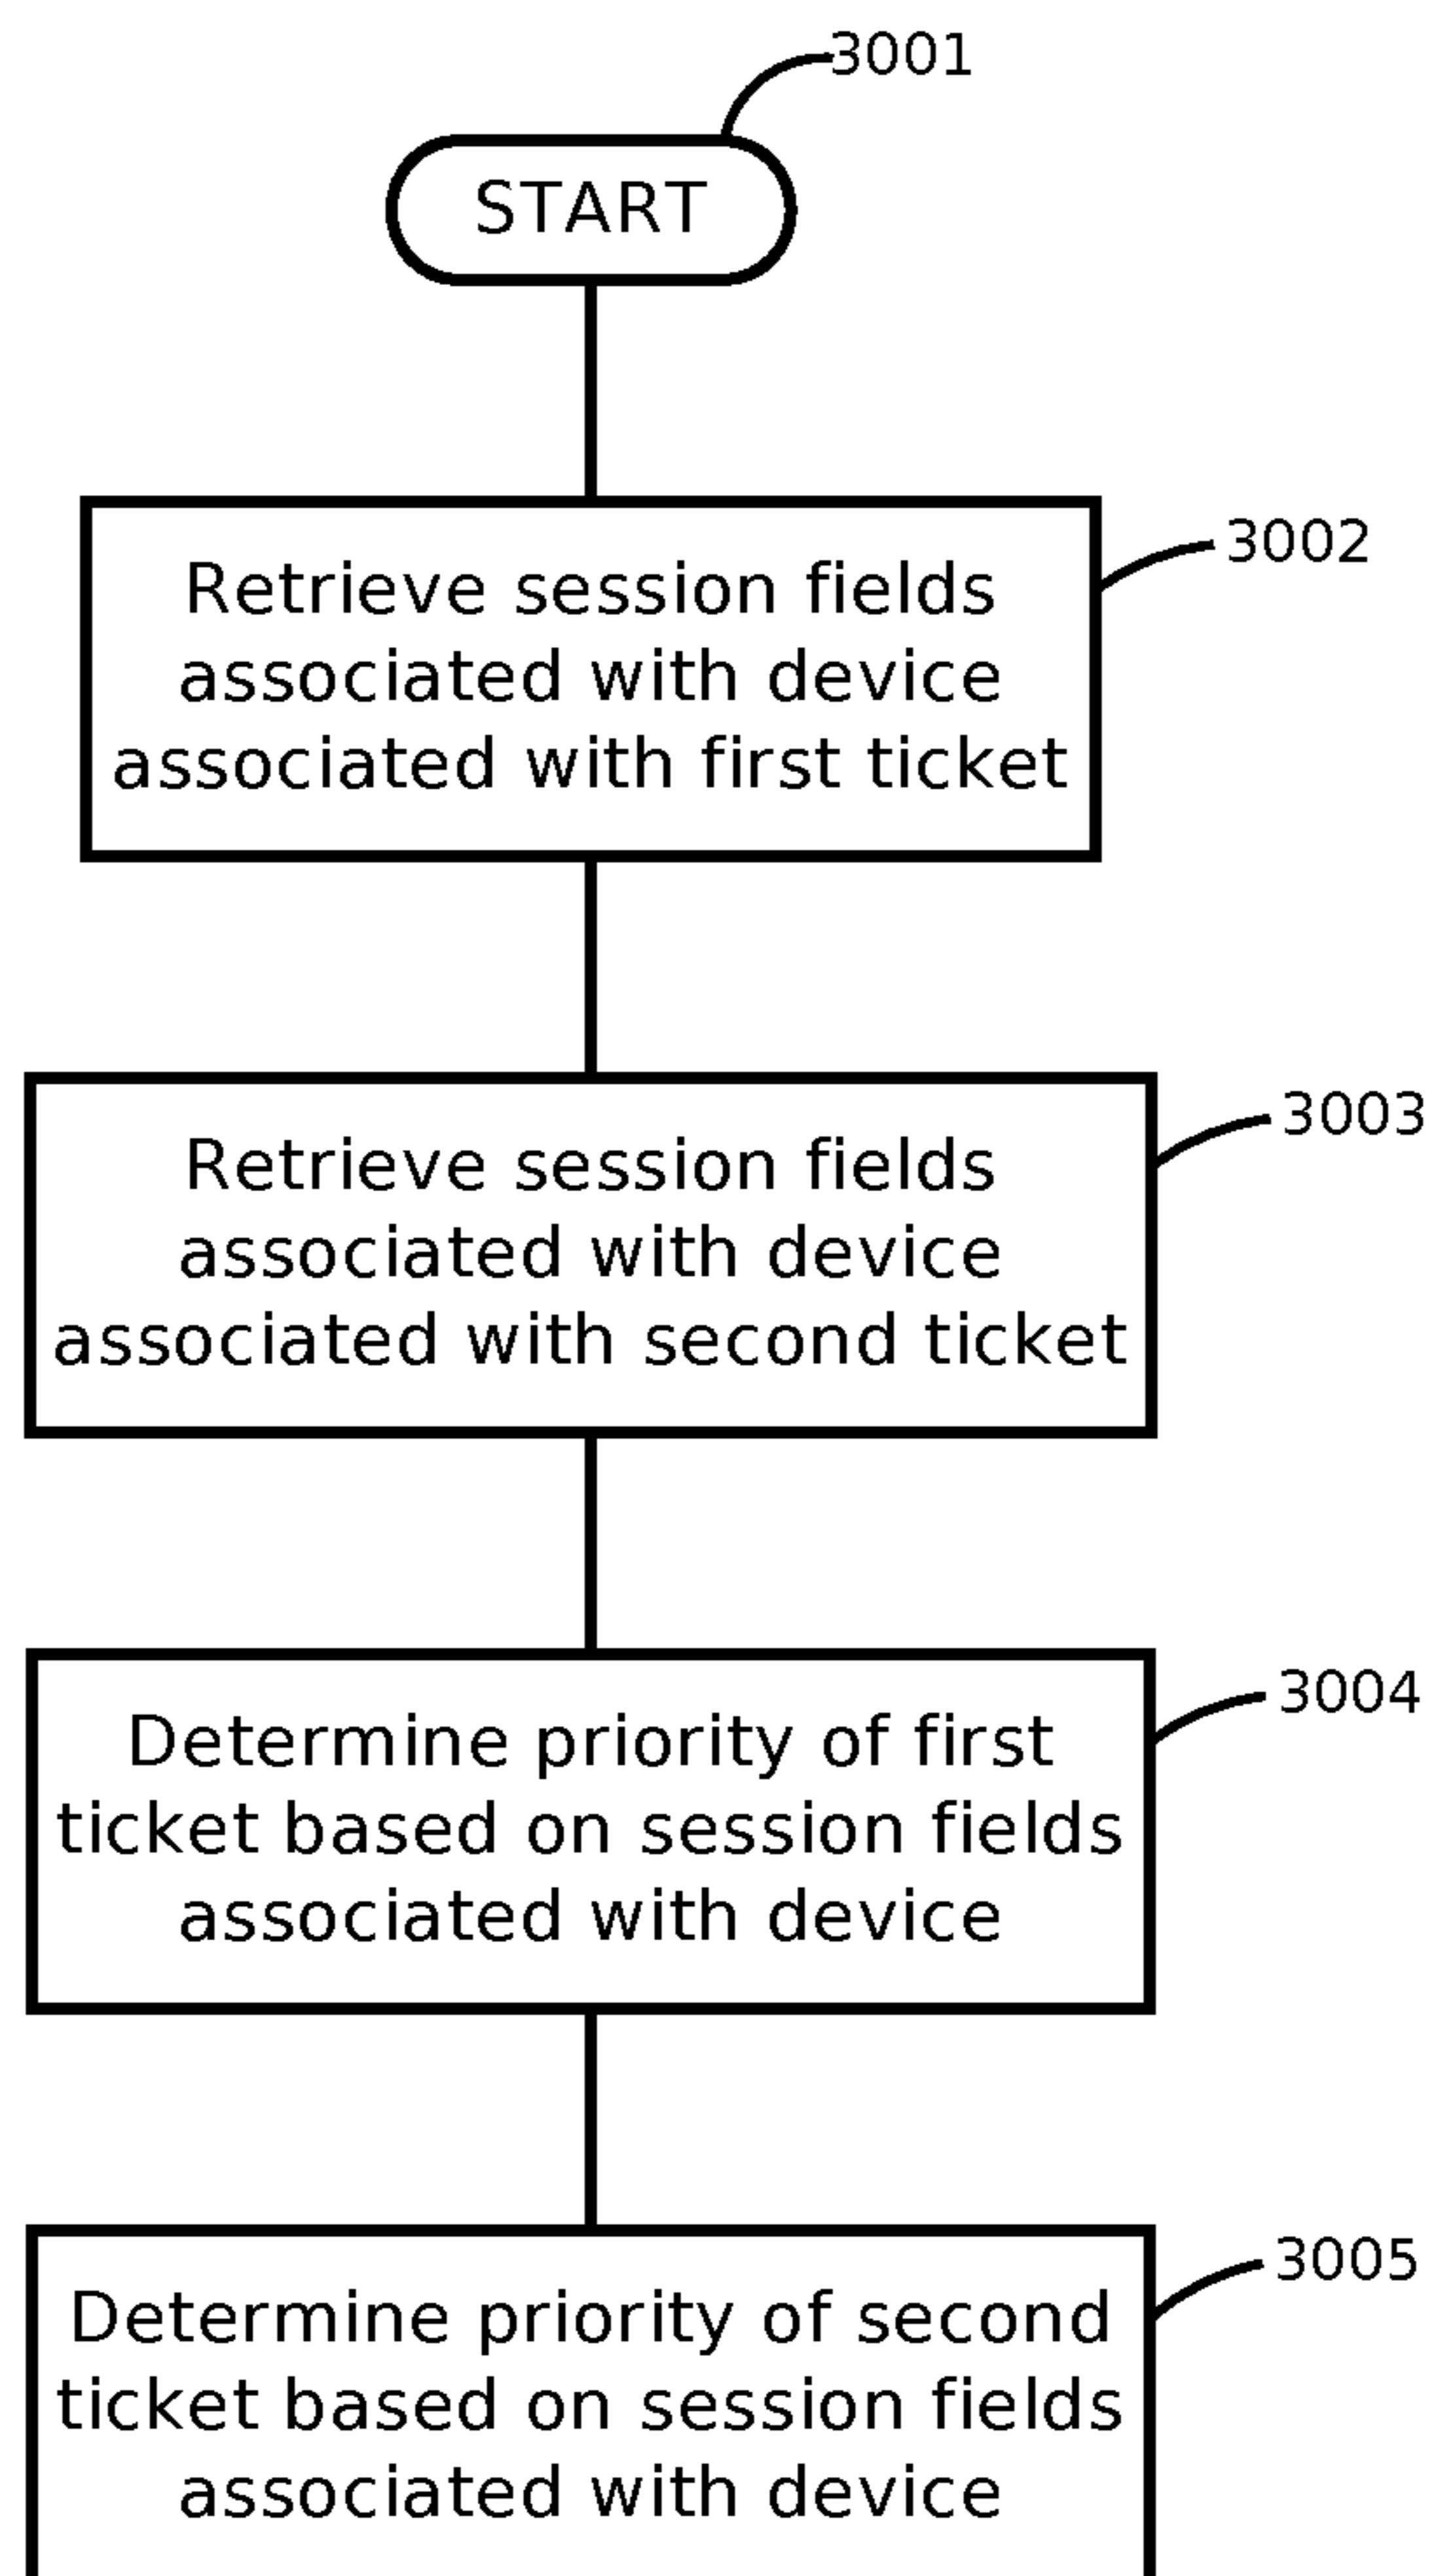 3001
START
3002
Retrieve session fields
associated with device
associated with first ticket
3003
Retrieve session fields
associated with device
associated with second ticket
3004
Determine priority of first
ticket based on session fields
associated with device
3005
Determine priority of second
ticket based on session fields
associated with device